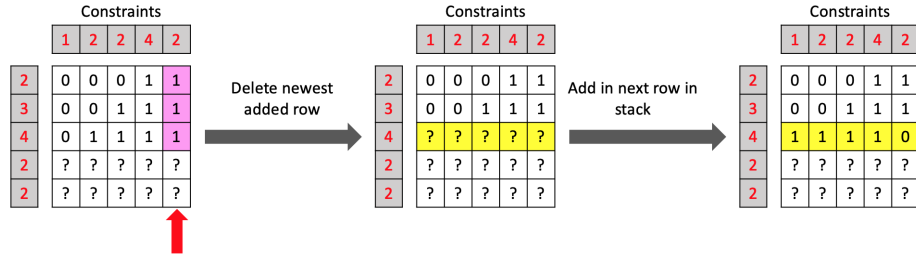 Constraints
1 2 2 4 2
2 0 0 0 1 1
3 0 0 1 1 1
4 0 1 1 1 1
2 ? ? ? ? ?
2 ? ? ? ? ?
Delete newest
added row
Constraints
1 2 2 4 2
2 0 0 0 1 1
3 0 0 1 1 1
4 ? ? ? ? ?
2 ? ? ? ? ?
2 ? ? ? ? ?
Add in next row in
stack
Constraints
1 2 2 4 2
2 0 0 0 1 1
3 0 0 1 1 1
4 1 1 1 1 0
2 ? ? ? ? ?
2 ? ? ? ? ?